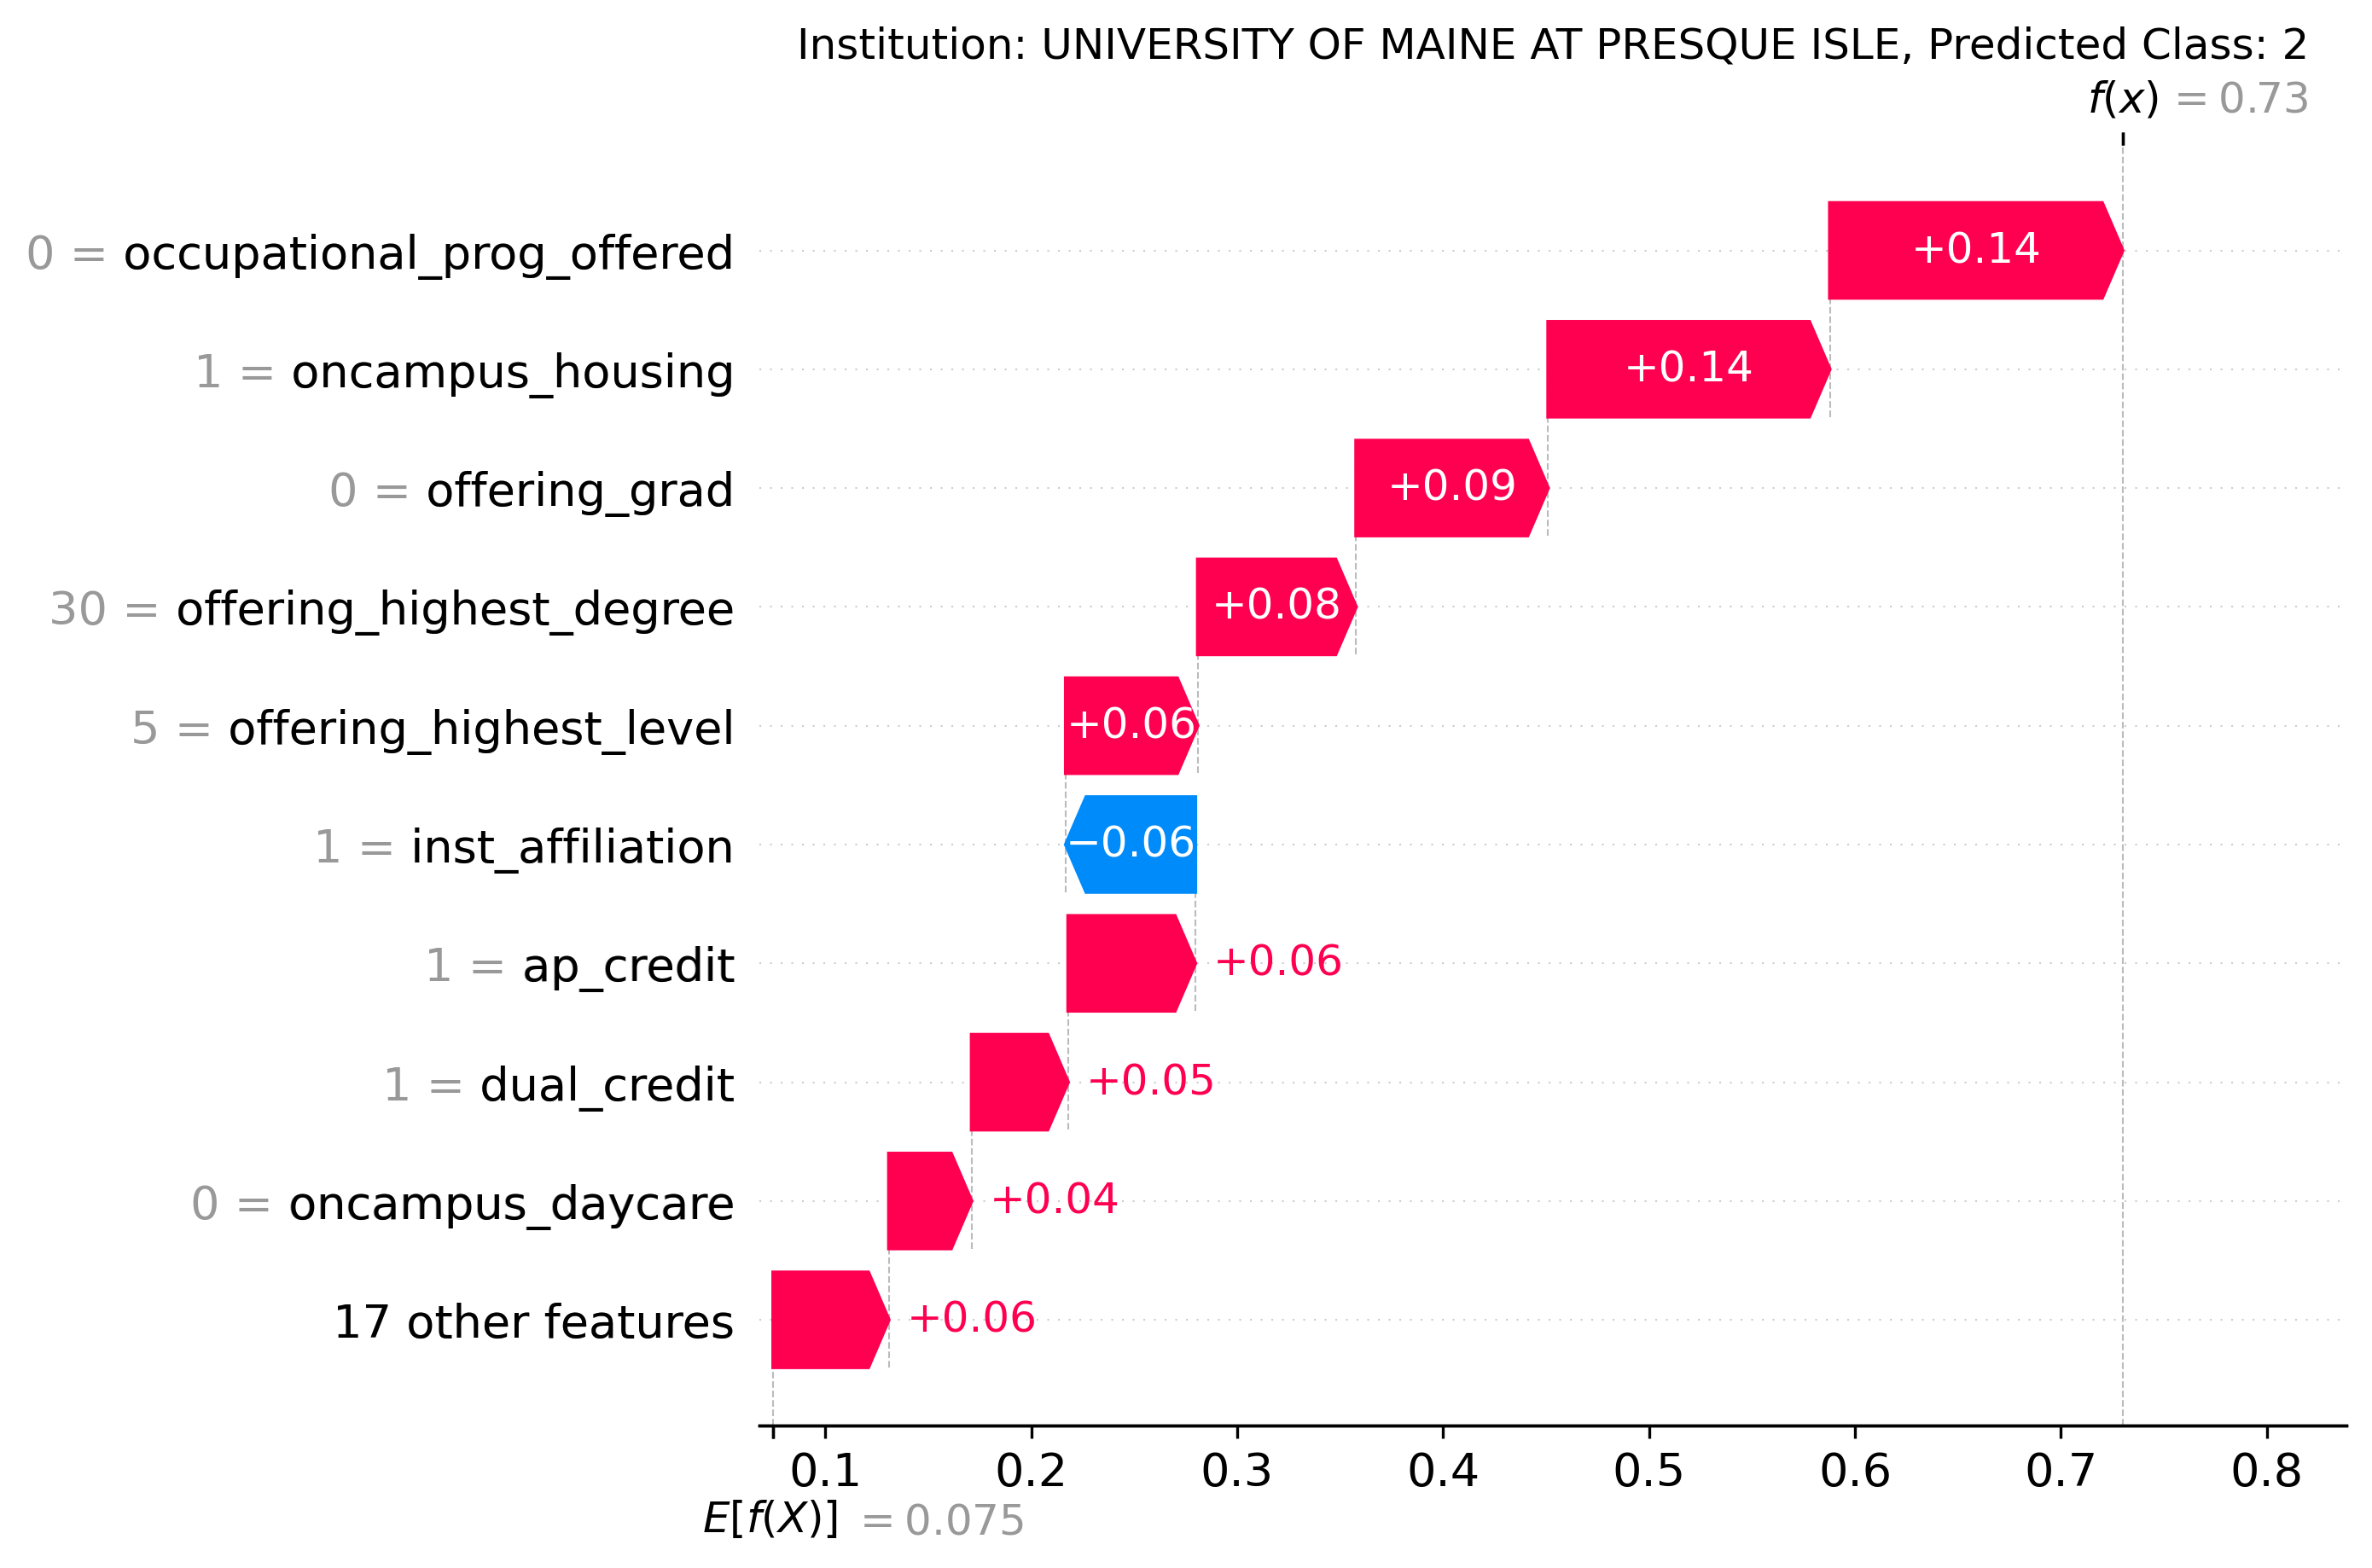 Institution: UNIVERSITY OF MAINE AT PRESQUE ISLE, Predicted Class: 2
f(x) = 0.73
0 = occupational_prog_offered +0.14
1 = oncampus_housing +0.14
0 = offering_grad +0.09
30 = offering_highest_degree +0.08
5 = offering_highest_level +0.06
1 = inst_affiliation −0.06
1 = ap_credit +0.06
1 = dual_credit +0.05
0 = oncampus_daycare +0.04
17 other features +0.06
0.1 0.2 0.3 0.4 0.5 0.6 0.7 0.8
E[f(X)] = 0.075